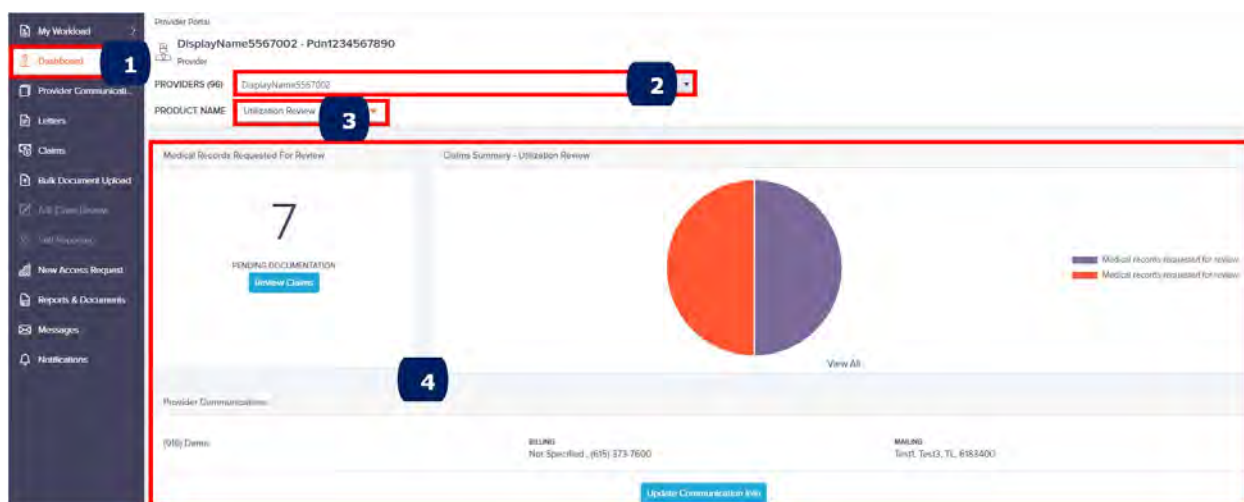 My Workload
Dashboard
1
Provider Communicati...
Letters
Claims
Bulk Document Upload
New Access Request
Reports & Documents
Messages
Notifications
Provider Portal
DisplayName5567002 - Pdn1234567890
Provider
PROVIDERS (96) DisplayName5567002
2
PRODUCT NAME Utilization Review
3
Medical Records Requested For Review
Claims Summary - Utilization Review
7
PENDING DOCUMENTATION
Review Claims
Medical records requested for review
Medical records requested for review
View All
4
Provider Communications
Demo
BILLING
MAILING
Not Specified , (615) 373-7600
Test1, Test3, TL, 6183400
Update Communication Info